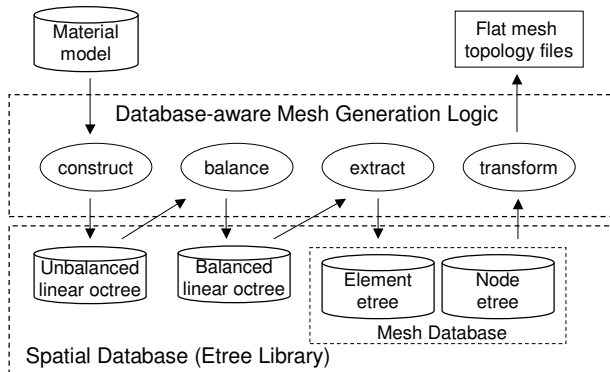 Material
model
Flat mesh
topology files
Database-aware Mesh Generation Logic
construct
balance
extract
transform
Unbalanced
linear octree
Balanced
linear octree
Element
etree
Node
etree
Mesh Database
Spatial Database (Etree Library)